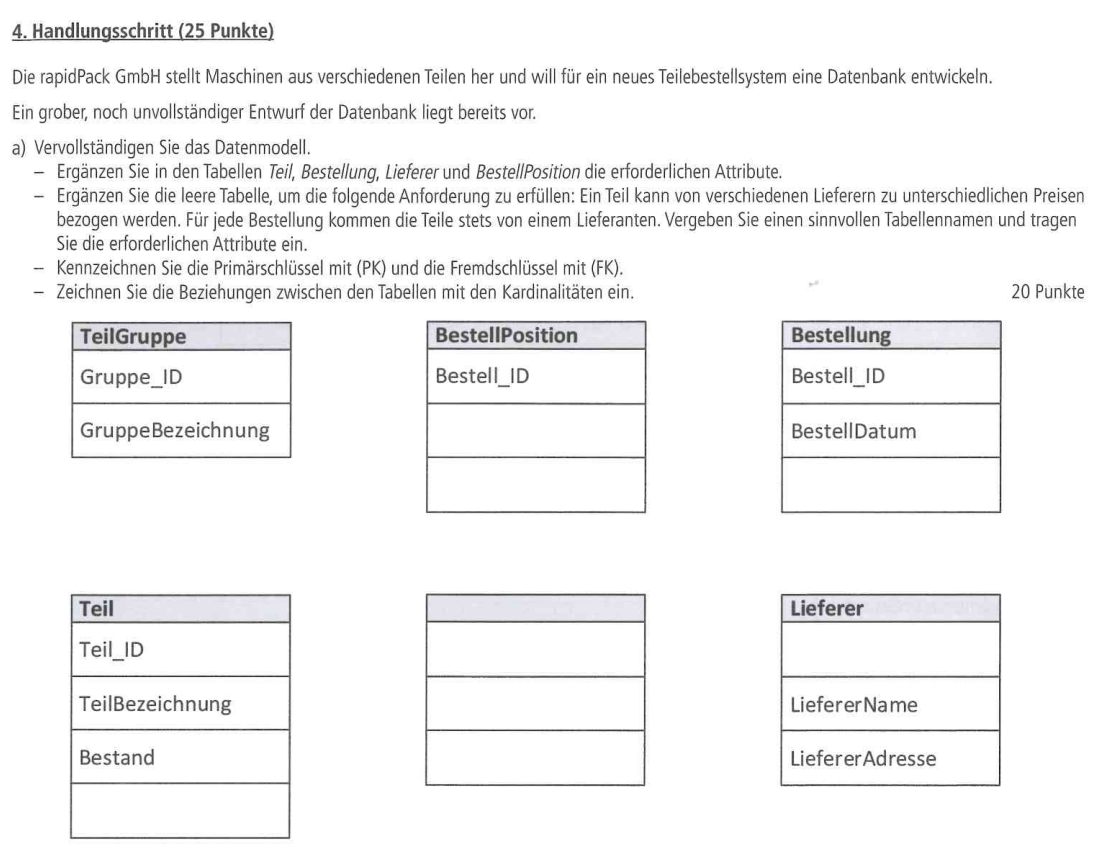 4. Handlungsschritt (25 Punkte)
Die rapidPack GmbH stellt Maschinen aus verschiedenen Teilen her und will für ein neues Teilebestellsystem eine Datenbank entwickeln.
Ein grober, noch unvollständiger Entwurf der Datenbank liegt bereits vor.
a) Vervollständigen Sie das Datenmodell.
– Ergänzen Sie in den Tabellen Teil, Bestellung, Lieferer und BestellPosition die erforderlichen Attribute.
– Ergänzen Sie die leere Tabelle, um die folgende Anforderung zu erfüllen: Ein Teil kann von verschiedenen Lieferern zu unterschiedlichen Preisen
bezogen werden. Für jede Bestellung kommen die Teile stets von einem Lieferanten. Vergeben Sie einen sinnvollen Tabellennamen und tragen
Sie die erforderlichen Attribute ein.
– Kennzeichnen Sie die Primärschlüssel mit (PK) und die Fremdschlüssel mit (FK).
– Zeichnen Sie die Beziehungen zwischen den Tabellen mit den Kardinalitäten ein. 20 Punkte
TeilGruppe
Gruppe_ID
GruppeBezeichnung
BestellPosition
Bestell_ID
Bestellung
Bestell_ID
BestellDatum
Teil
Teil_ID
TeilBezeichnung
Bestand
Lieferer
LiefererName
LiefererAdresse